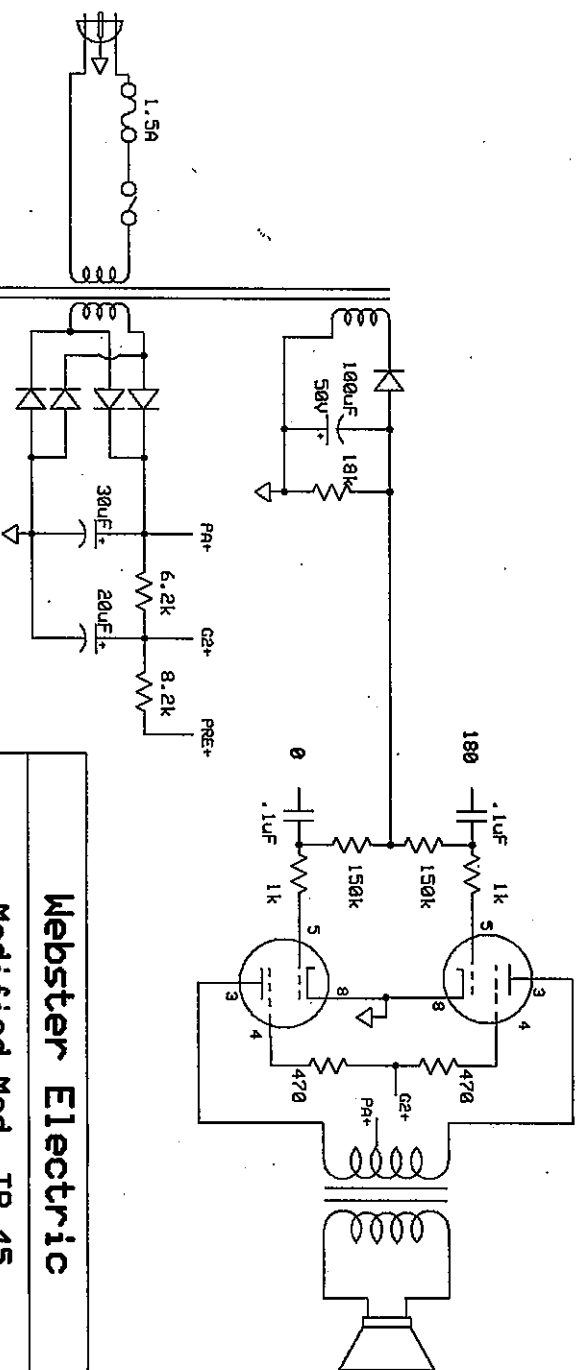 1.5A
100uF
50V
+
18k
30uF
+
20uF
+
PA+
6.2k
G2+
8.2k
PRE+
180
.1uF
1k
150k
150k
0
.1uF
1k
5
3
4
8
5
8
3
4
470
470
G2+
PA+
Webster Electric